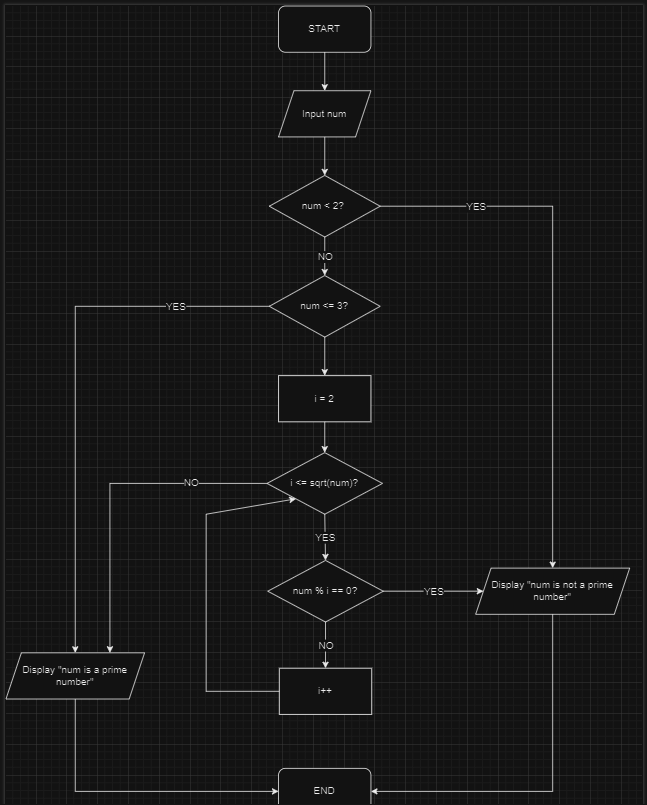 START
Input num
num < 2?
YES
NO
num <= 3?
YES
i = 2
i <= sqrt(num)?
NO
YES
num % i == 0?
YES
Display "num is not a prime
number"
NO
Display "num is a prime
number"
i++
END